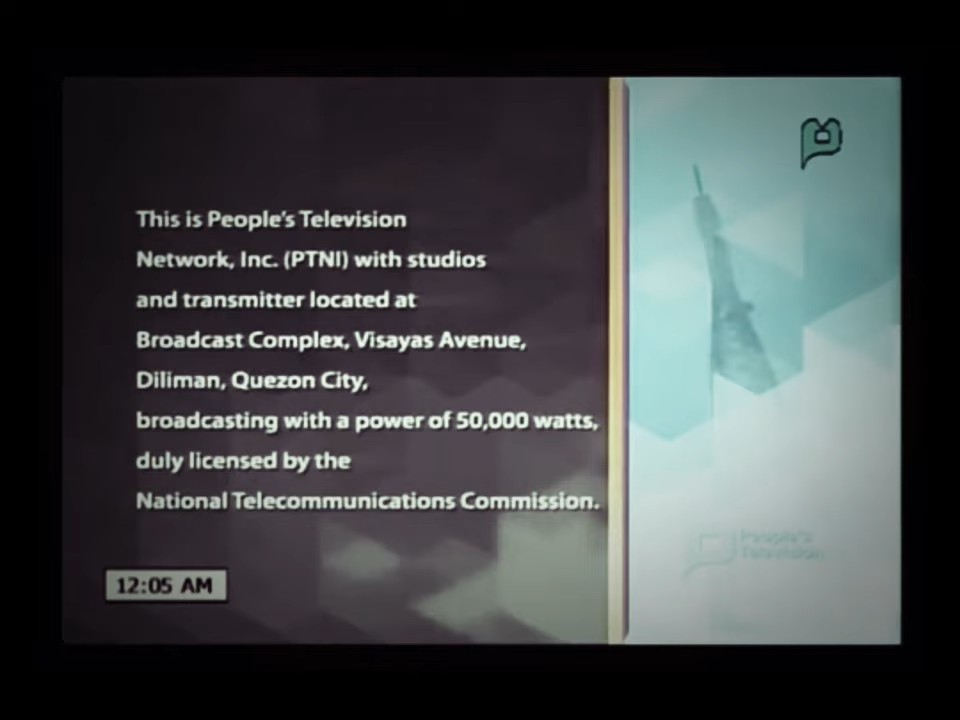 This is People's Television
Network, Inc. (PTNI) with studios
and transmitter located at
Broadcast Complex, Visayas Avenue,
Diliman, Quezon City,
broadcasting with a power of 50,000 watts,
duly licensed by the
National Telecommunications Commission.
12:05 AM
People's
Television